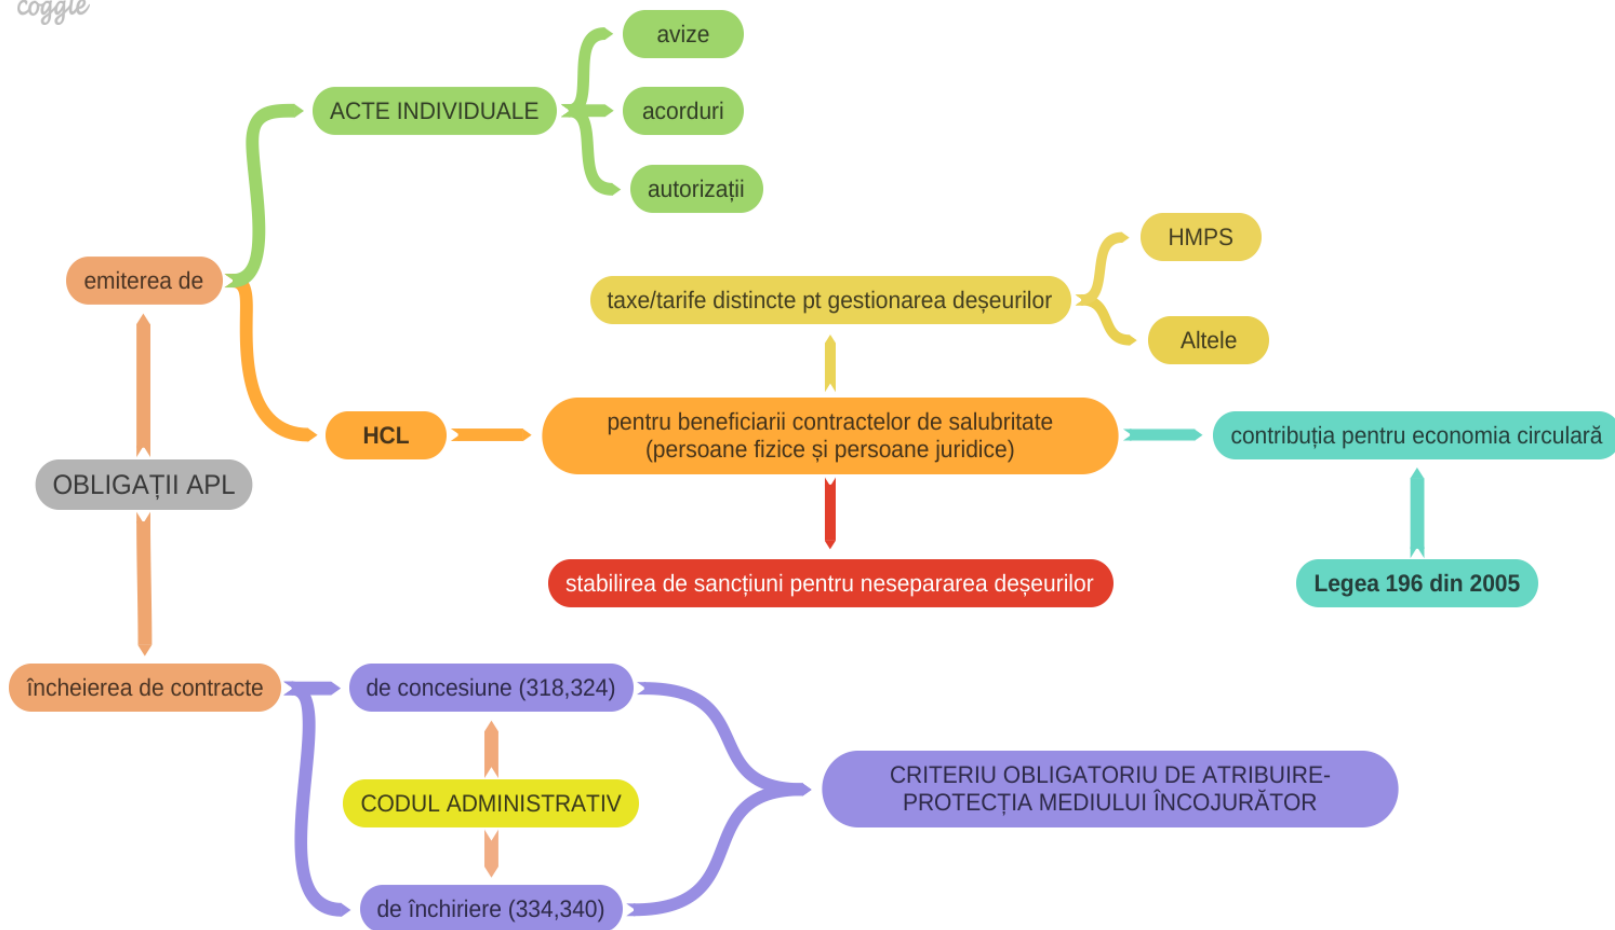 coggle
avize
ACTE INDIVIDUALE
acorduri
autorizații
HMPS
emiterea de
taxe/tarife distincte pt gestionarea deșeurilor
Altele
HCL
pentru beneficiarii contractelor de salubritate
(persoane fizice și persoane juridice)
contribuția pentru economia circulară
OBLIGAȚII APL
stabilirea de sancțiuni pentru nesepararea deșeurilor
Legea 196 din 2005
încheierea de contracte
de concesiune (318,324)
CODUL ADMINISTRATIV
CRITERIU OBLIGATORIU DE ATRIBUIRE-
PROTECȚIA MEDIULUI ÎNCOJURĂTOR
de închiriere (334,340)